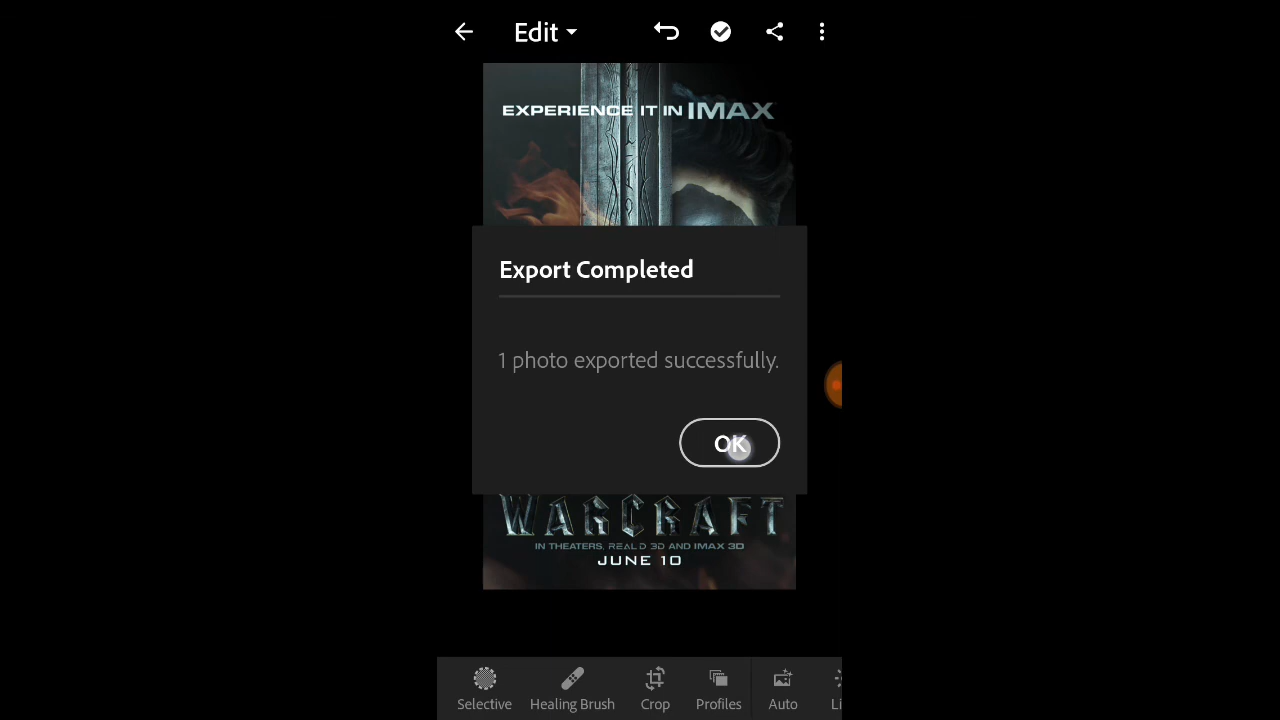 Edit
EXPERIENCE IT IN IMAX
Export Completed
1 photo exported successfully.
OK
WARCRAFT
IN THEATERS, REAL D 3D AND IMAX 3D
JUNE 10
Selective
Healing Brush
Crop
Profiles
Auto
Li